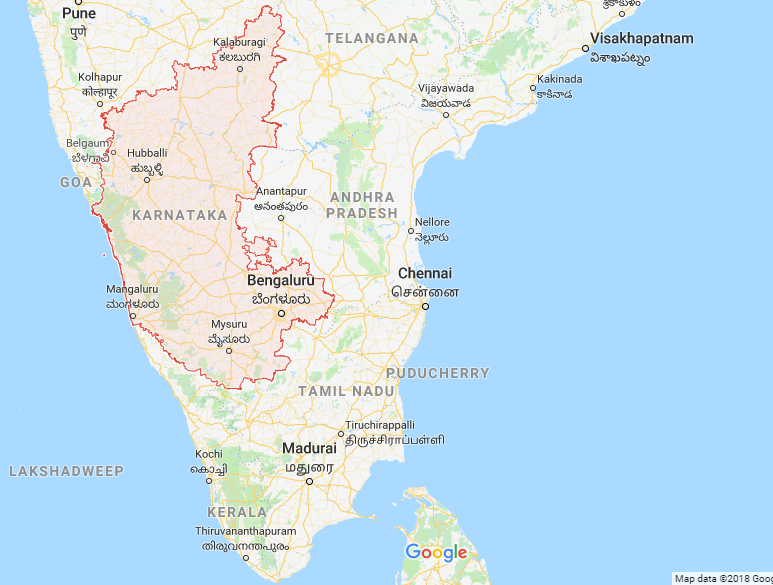 శ్రీకాకుళం
Pune
पुणे
TELANGANA
Visakhapatnam
విశాఖపట్నం
Kalaburagi
ಕಲಬುರಗಿ
Kolhapur
कोल्हापूर
Vijayawada
విజయవాడ
Kakinada
కాకినాడ
Belgaum
ಬೆಳಗಾವಿ
Hubballi
ಹುಬ್ಬಳ್ಳಿ
GOA
KARNATAKA
Anantapur
అనంతపురం
ANDHRA
PRADESH
Nellore
నెల్లూరు
Chennai
சென்னை
Bengaluru
ಬೆಂಗಳೂರು
Mangaluru
ಮಂಗಳೂರು
Mysuru
ಮೈಸೂರು
PUDUCHERRY
TAMIL NADU
Tiruchirappalli
திருச்சிராப்பள்ளி
Madurai
மதுரை
Kochi
കൊച്ചി
LAKSHADWEEP
KERALA
Thiruvananthapuram
തിരുവനന്തപുരം
Google
Map data ©2018 Goo